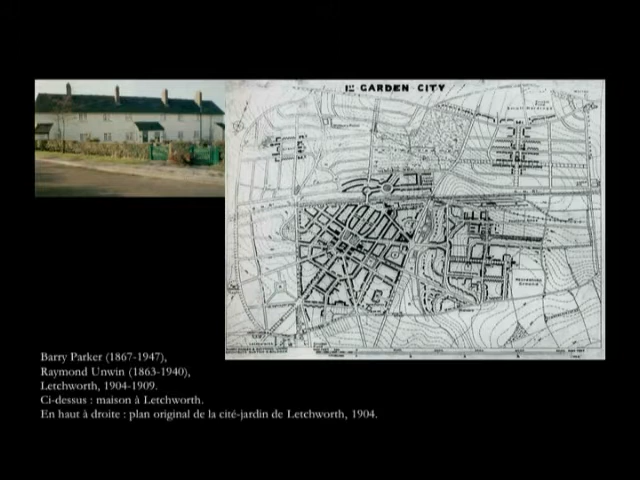 1ST GARDEN CITY
Barry Parker (1867-1947),
Raymond Unwin (1863-1940),
Letchworth, 1904-1909.
Ci-dessus : maison à Letchworth.
En haut à droite : plan original de la cité-jardin de Letchworth, 1904.